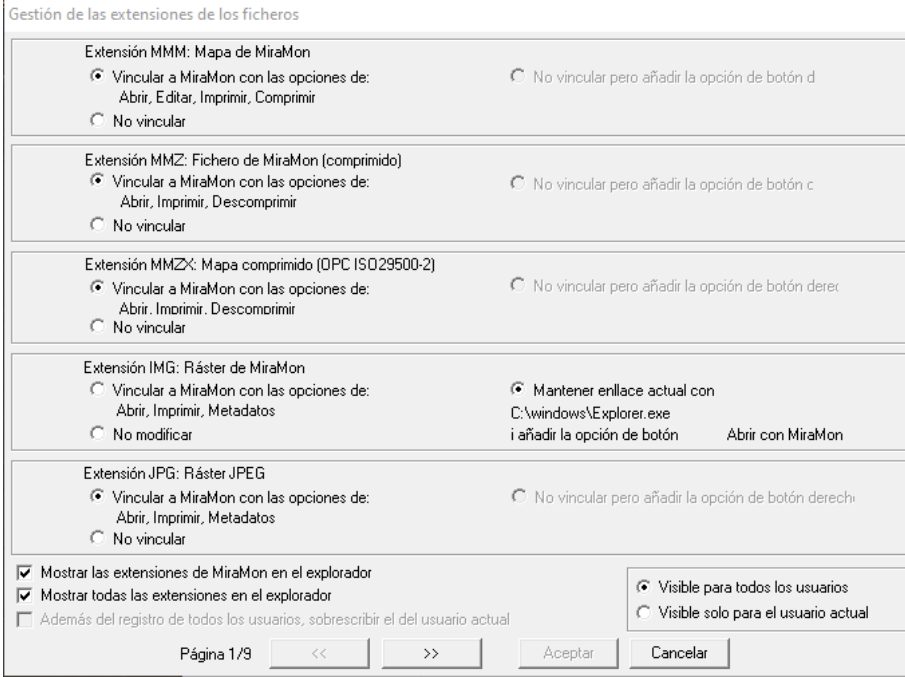 Gestión de las extensiones de los ficheros
Extensión MMM: Mapa de MiraMon
Vincular a MiraMon con las opciones de:
Abrir, Editar, Imprimir, Comprimir
No vincular
No vincular pero añadir la opción de botón d
Extensión MMZ: Fichero de MiraMon (comprimido)
Vincular a MiraMon con las opciones de:
Abrir, Imprimir, Descomprimir
No vincular
No vincular pero añadir la opción de botón c
Extensión MMZX: Mapa comprimido (OPC ISO29500-2)
Vincular a MiraMon con las opciones de:
Abrir, Imprimir, Descomprimir
No vincular
No vincular pero añadir la opción de botón derec
Extensión IMG: Ráster de MiraMon
Vincular a MiraMon con las opciones de:
Abrir, Imprimir, Metadatos
No modificar
Mantener enllace actual con
C:\windows\Explorer.exe
i añadir la opción de botón Abrir con MiraMon
Extensión JPG: Ráster JPEG
Vincular a MiraMon con las opciones de:
Abrir, Imprimir, Metadatos
No vincular
No vincular pero añadir la opción de botón derech
Mostrar las extensiones de MiraMon en el explorador
Mostrar todas las extensiones en el explorador
Además del registro de todos los usuarios, sobrescribir el del usuario actual
Visible para todos los usuarios
Visible solo para el usuario actual
Página 1/9
<<
>>
Aceptar
Cancelar